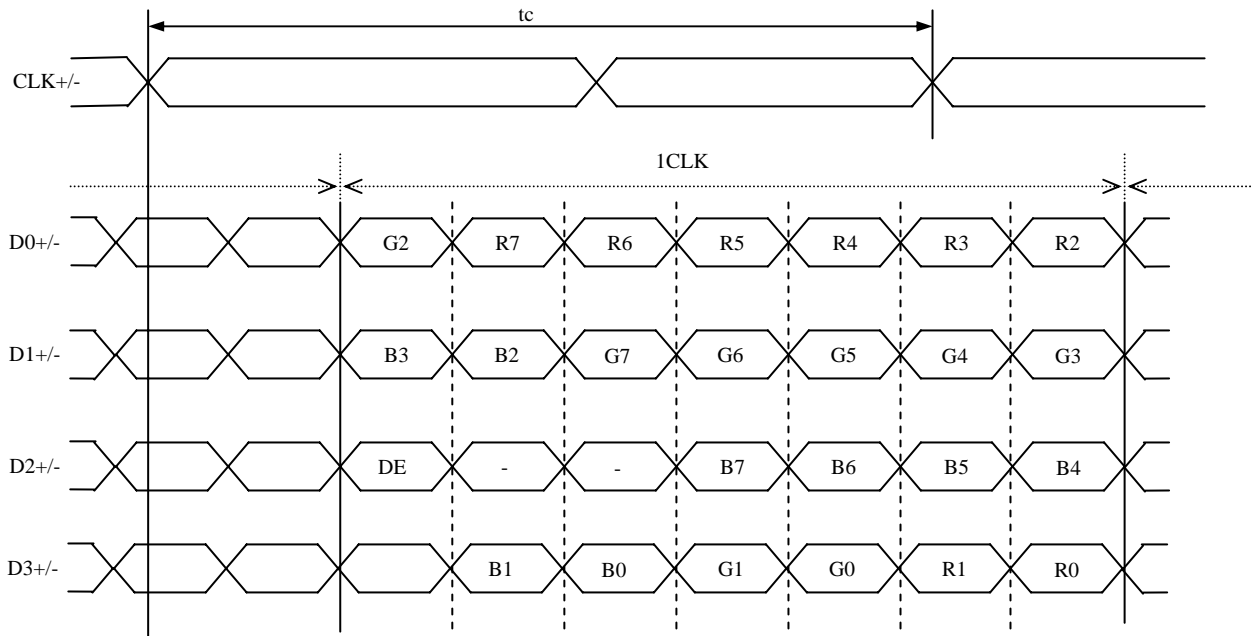 tc
CLK+/-
1CLK
D0+/- G2 R7 R6 R5 R4 R3 R2
D1+/- B3 B2 G7 G6 G5 G4 G3
D2+/- DE - - B7 B6 B5 B4
D3+/- B1 B0 G1 G0 R1 R0